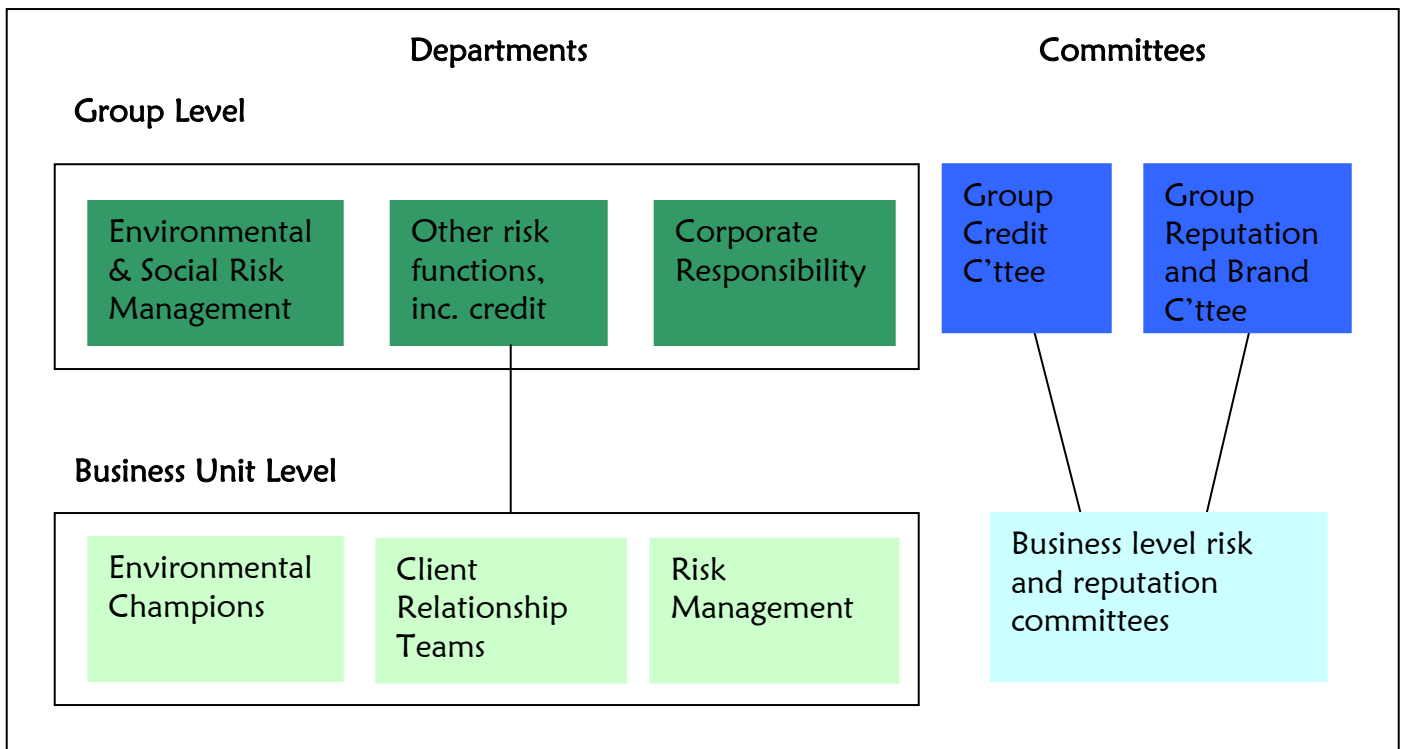 Departments
Committees
Group Level
Environmental
& Social Risk
Management
Other risk
functions,
inc. credit
Corporate
Responsibility
Group
Credit
C’ttee
Group
Reputation
and Brand
C’ttee
Business Unit Level
Environmental
Champions
Client
Relationship
Teams
Risk
Management
Business level risk
and reputation
committees